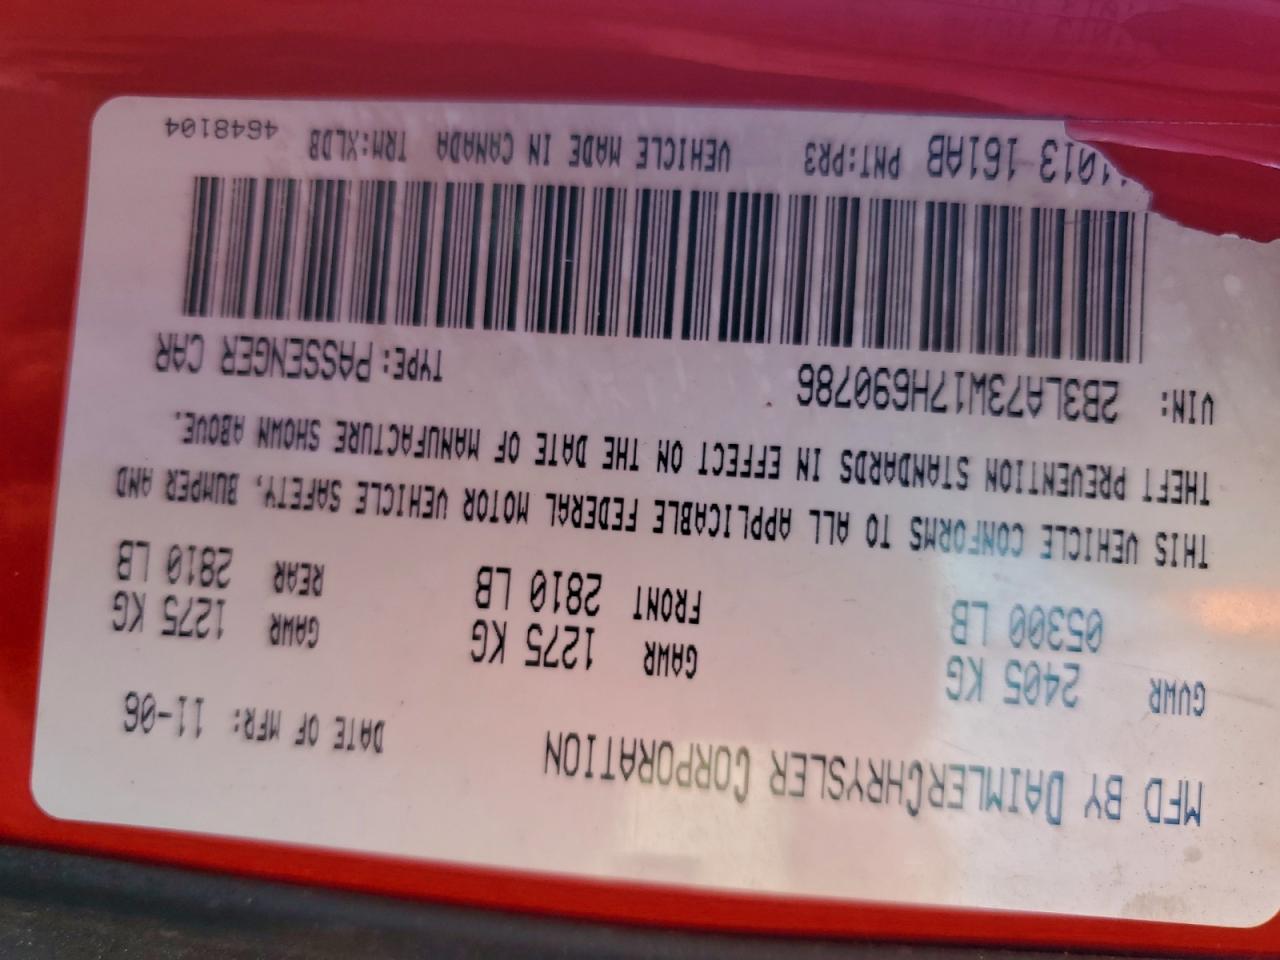 MFD BY DAIMLERCHRYSLER CORPORATION DATE OF MFR: 11-06
GVWR 2405 KG GAWR 1275 KG GAWR 1275 KG
05300 LB FRONT 2810 LB REAR 2810 LB
THIS VEHICLE CONFORMS TO ALL APPLICABLE FEDERAL MOTOR VEHICLE SAFETY, BUMPER AND
THEFT PREVENTION STANDARDS IN EFFECT ON THE DATE OF MANUFACTURE SHOWN ABOVE.
VIN: 2B3LA73W17H690786 TYPE: PASSENGER CAR
1013-161AB PNT:PR3 VEHICLE MADE IN CANADA TRM:XLDB 4648104